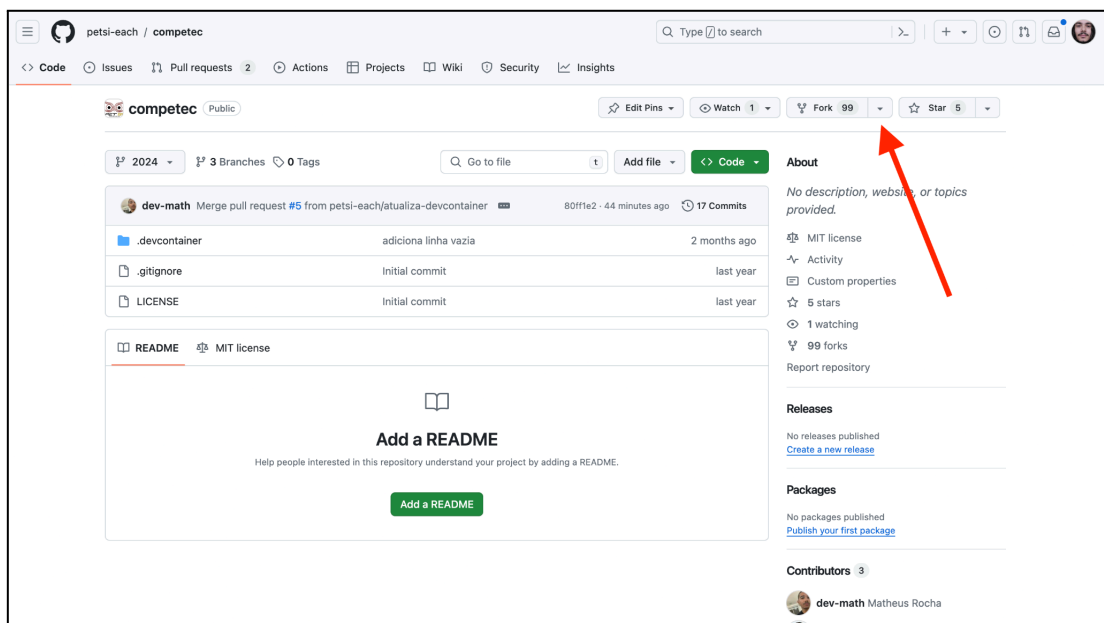 petsi-each / competec
Type / to search
Code Issues Pull requests 2 Actions Projects Wiki Security Insights
competec Public Edit Pins Watch 1 Fork 99 Star 5
2024 3 Branches 0 Tags Go to file t Add file Code
dev-math Merge pull request #5 from petsi-each/atualiza-devcontainer 80ff1e2 · 44 minutes ago 17 Commits
.devcontainer adiciona linha vazia 2 months ago
.gitignore Initial commit last year
LICENSE Initial commit last year
README MIT license
Add a README
Help people interested in this repository understand your project by adding a README.
Add a README
About
No description, website, or topics
provided.
MIT license
Activity
Custom properties
5 stars
1 watching
99 forks
Report repository
Releases
No releases published
Create a new release
Packages
No packages published
Publish your first package
Contributors 3
dev-math Matheus Rocha